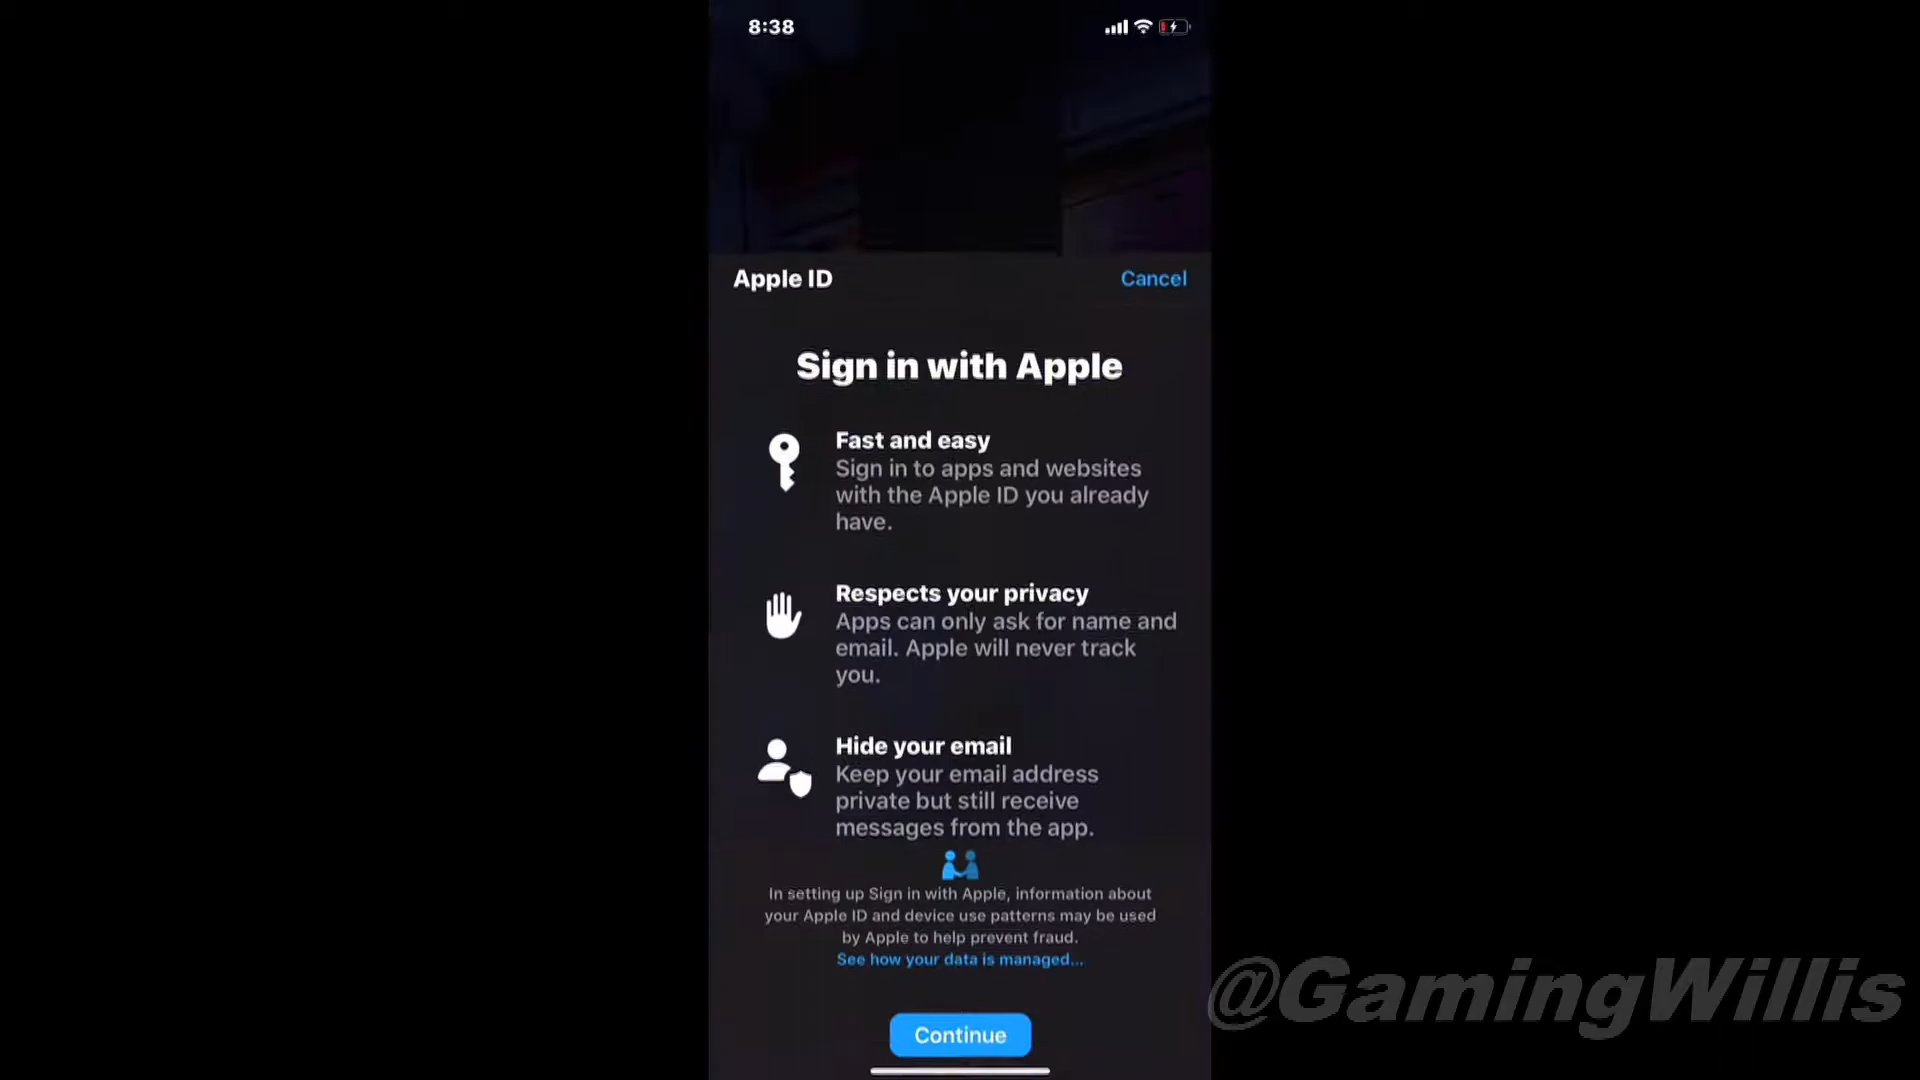 8:38
Apple ID
Cancel
Sign in with Apple
Fast and easy
Sign in to apps and websites
with the Apple ID you already
have.
Respects your privacy
Apps can only ask for name and
email. Apple will never track
you.
Hide your email
Keep your email address
private but still receive
messages from the app.
In setting up Sign in with Apple, information about
your Apple ID and device use patterns may be used
by Apple to help prevent fraud.
See how your data is managed...
Continue
@GamingWillis